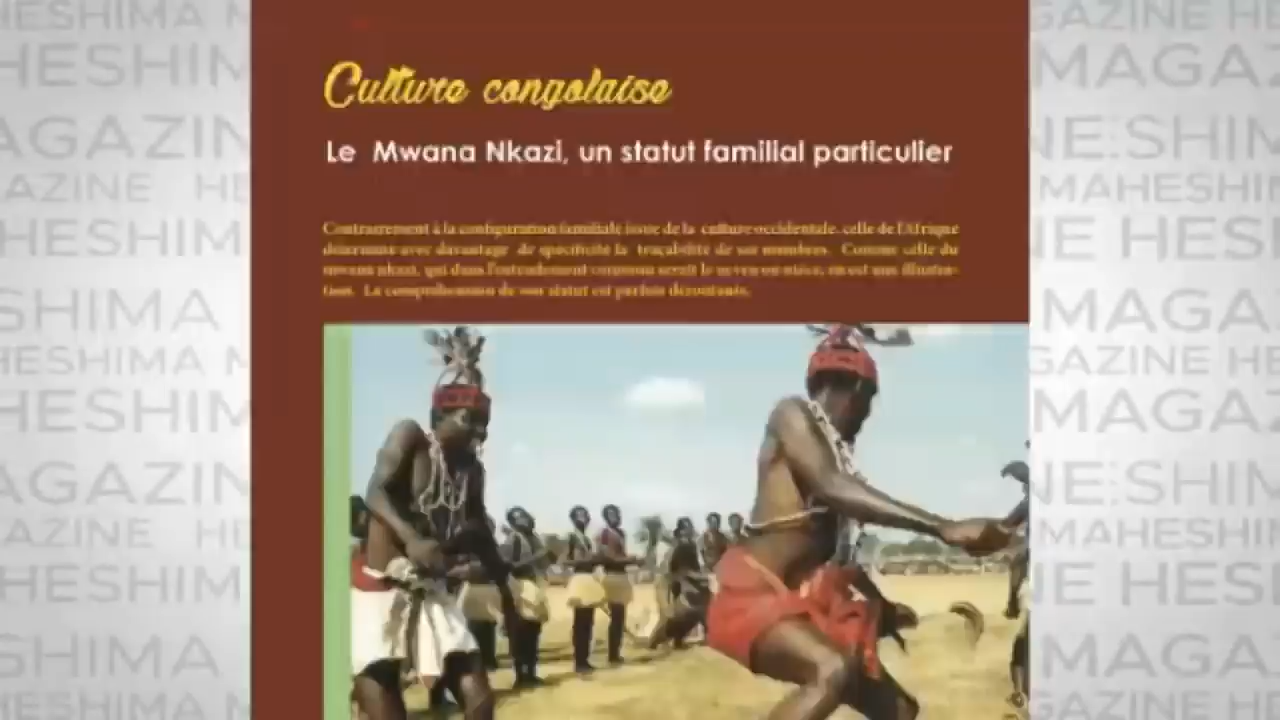 Culture congolaise
Le Mwana Nkazi, un statut familial particulier
Contrairement à la configuration familiale issue de la culture occidentale, celle de l'Afrique
détermine avec davantage de spécificité la traçabilité de ses membres. Comme celle du
mwana nkazi, qui dans l'entendement commun serait le neveu ou nièce, en est une illustra-
tion. La compréhension de son statut est parfois déroutante.
HESHIMA MAGAZINE